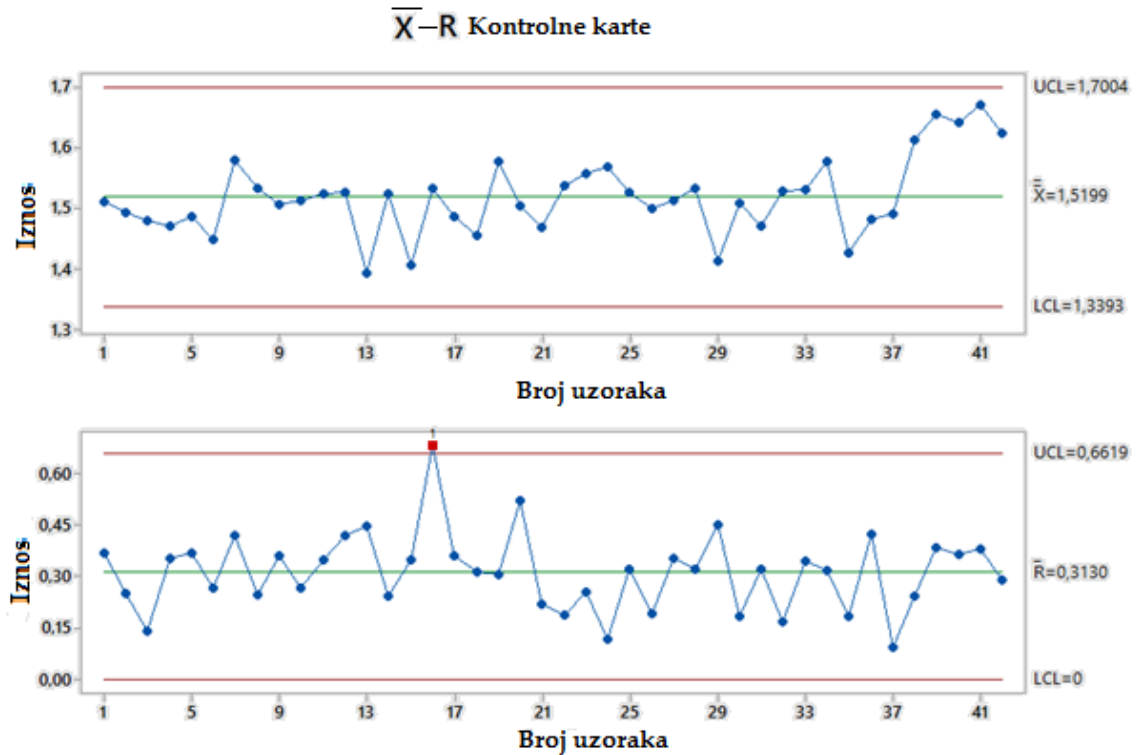 X̅–R Kontrolne karte
Iznos
1,7
1,6
1,5
1,4
1,3
UCL=1,7004
X̿=1,5199
LCL=1,3393
1 5 9 13 17 21 25 29 33 37 41
Broj uzoraka
Iznos
0,60
0,45
0,30
0,15
0,00
1
UCL=0,6619
R̅=0,3130
LCL=0
1 5 9 13 17 21 25 29 33 37 41
Broj uzoraka